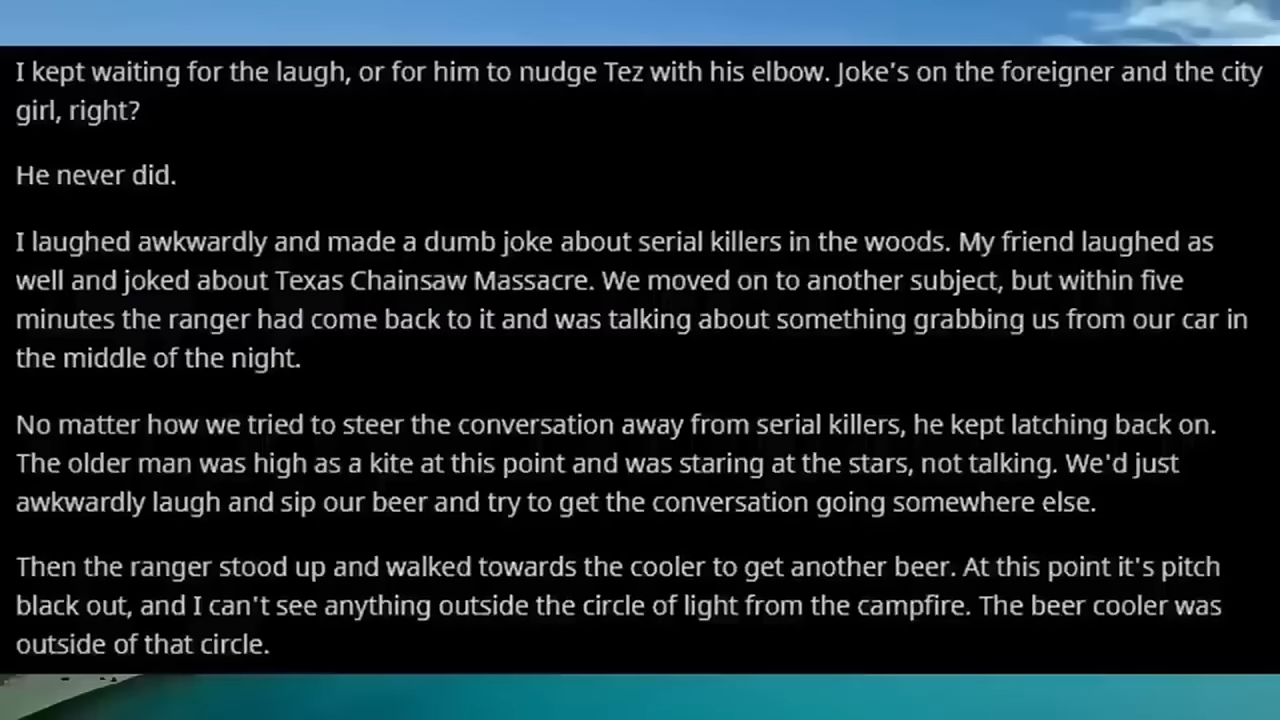 I kept waiting for the laugh, or for him to nudge Tez with his elbow. Joke's on the foreigner and the city
girl, right?
He never did.
I laughed awkwardly and made a dumb joke about serial killers in the woods. My friend laughed as
well and joked about Texas Chainsaw Massacre. We moved on to another subject, but within five
minutes the ranger had come back to it and was talking about something grabbing us from our car in
the middle of the night.
No matter how we tried to steer the conversation away from serial killers, he kept latching back on.
The older man was high as a kite at this point and was staring at the stars, not talking. We'd just
awkwardly laugh and sip our beer and try to get the conversation going somewhere else.
Then the ranger stood up and walked towards the cooler to get another beer. At this point it's pitch
black out, and I can't see anything outside the circle of light from the campfire. The beer cooler was
outside of that circle.